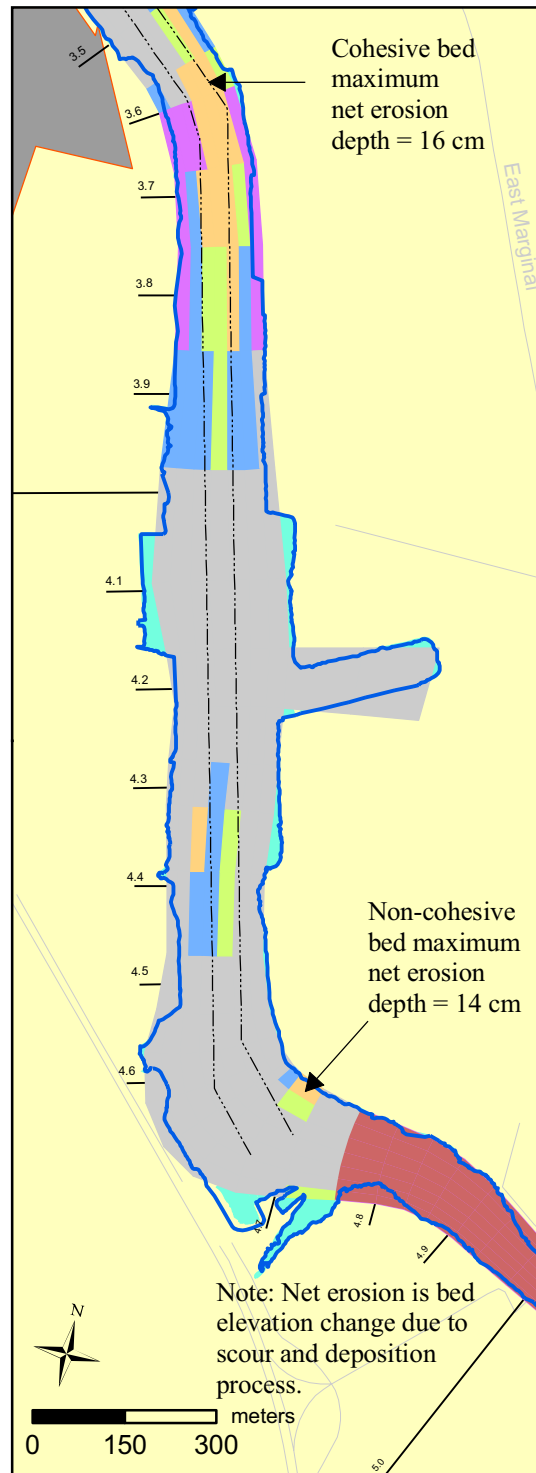 3.5
Cohesive bed
maximum
net erosion
depth = 16 cm
3.6
East Marginal
3.7
3.8
3.9
4.1
4.2
4.3
4.4
Non-cohesive
bed maximum
net erosion
depth = 14 cm
4.5
4.6
4.7
4.8
4.9
Note: Net erosion is bed
elevation change due to
scour and deposition
process.
N
meters
0 150 300
5.0